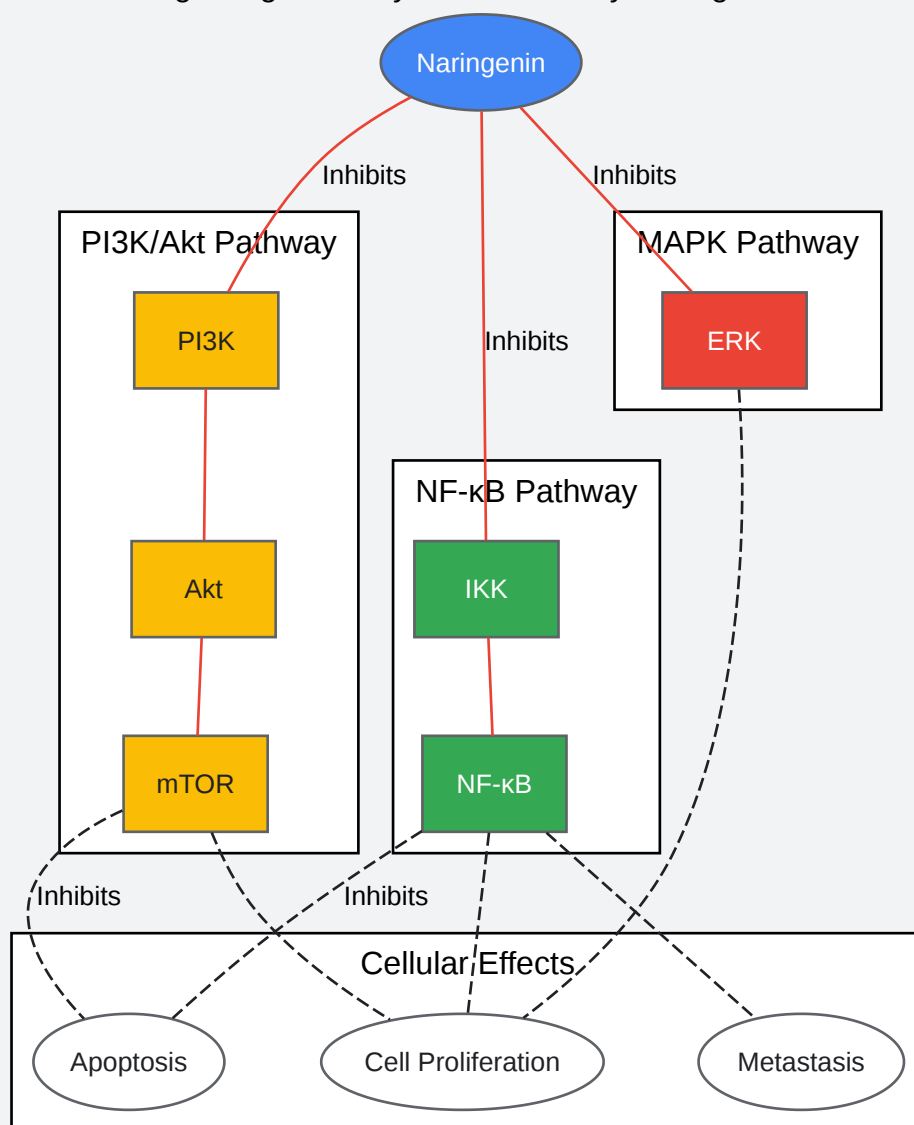 Naringenin
Inhibits
Inhibits
PI3K/Akt Pathway
MAPK Pathway
PI3K
Inhibits
ERK
NF-κB Pathway
Akt
IKK
mTOR
NF-κB
Inhibits
Inhibits
Cellular Effects
Apoptosis
Cell Proliferation
Metastasis